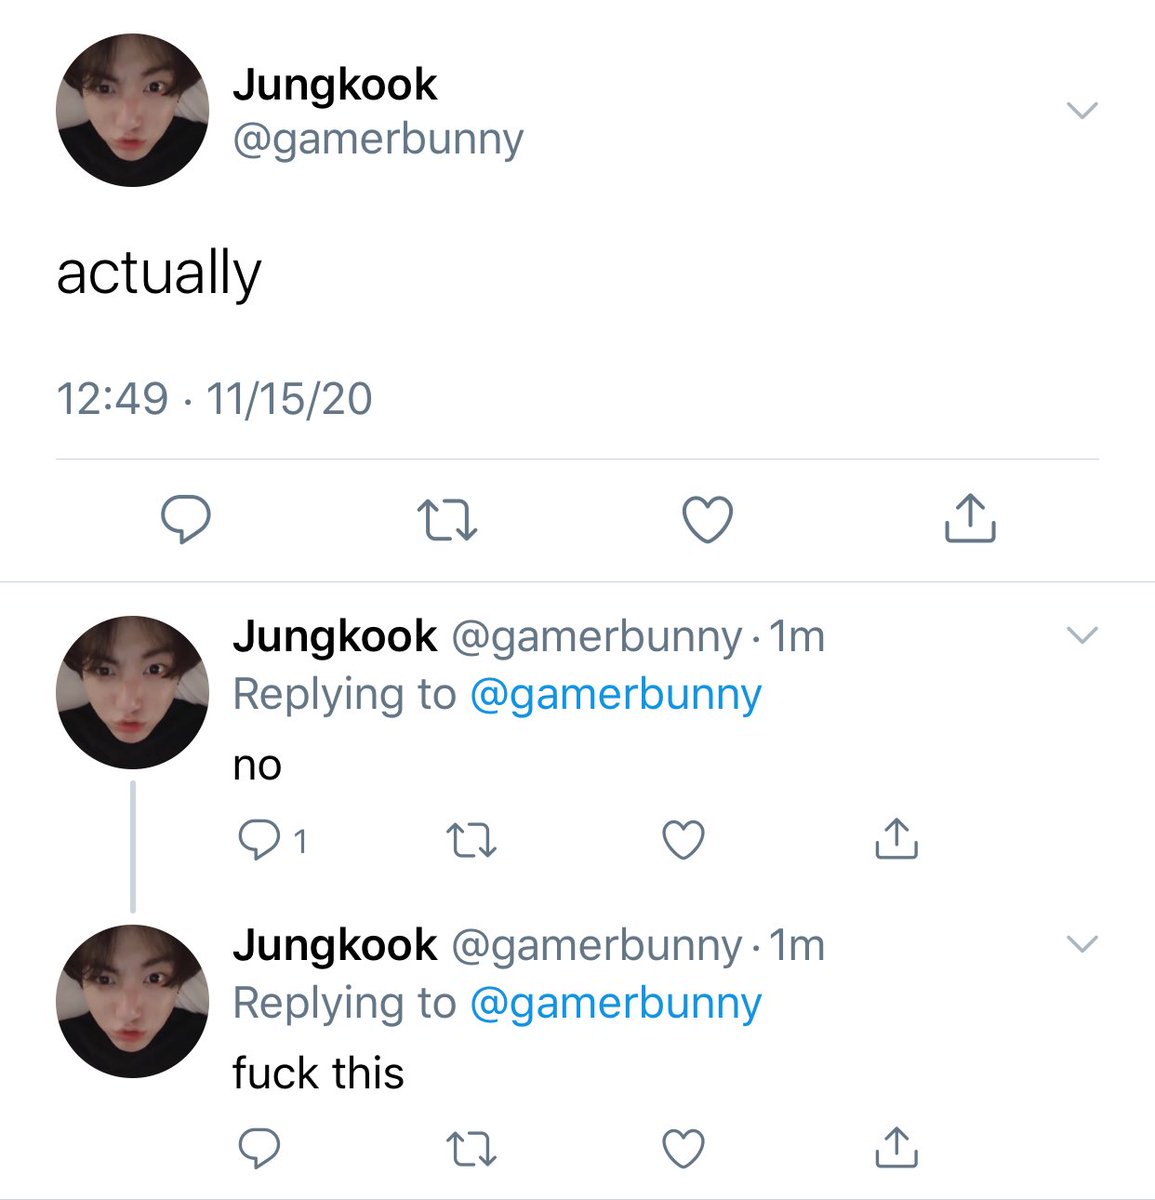 Jungkook
@gamerbunny
actually
12:49 · 11/15/20
Jungkook @gamerbunny · 1m
Replying to @gamerbunny
no
1
Jungkook @gamerbunny · 1m
Replying to @gamerbunny
fuck this